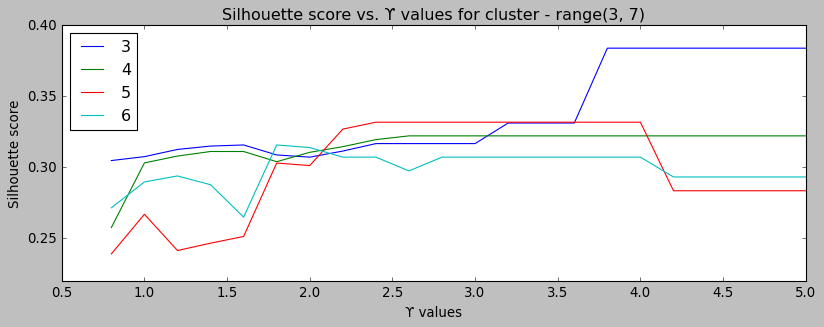 Silhouette score vs. ϒ values for cluster - range(3, 7)
0.40
0.35
0.30
0.25
Silhouette score
3
4
5
6
0.5 1.0 1.5 2.0 2.5 3.0 3.5 4.0 4.5 5.0
ϒ values